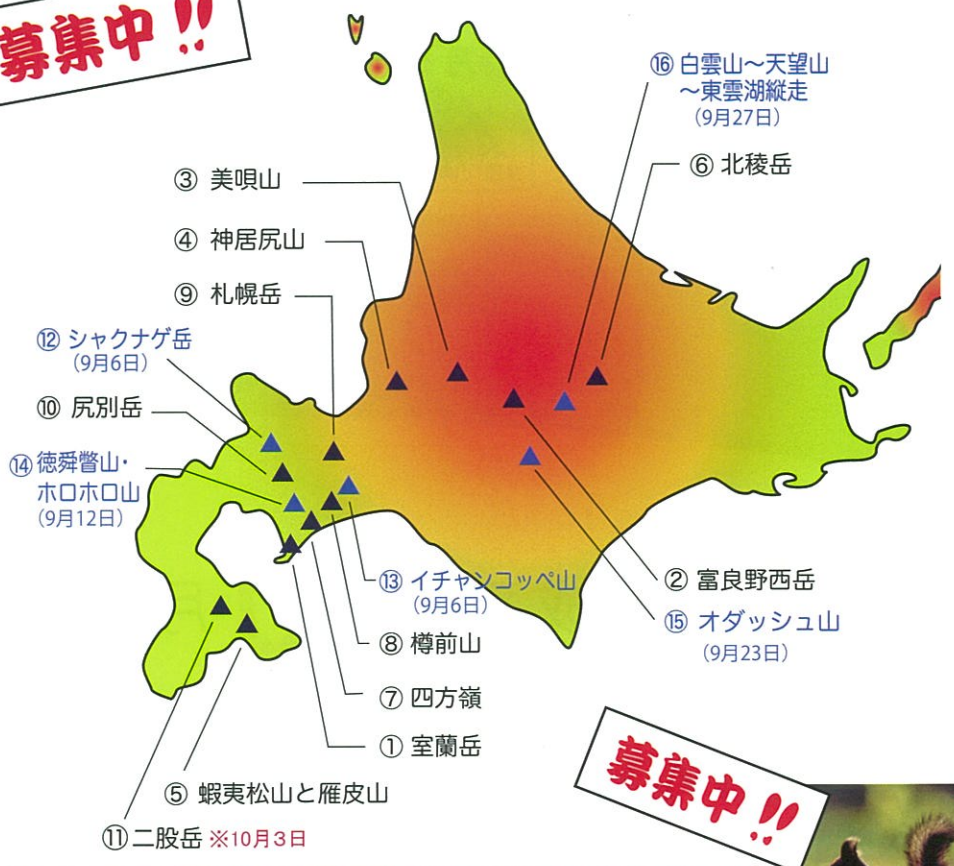 募集中!!
⑯ 白雲山～天望山
～東雲湖縦走
(9月27日)
⑥ 北稜岳
③ 美唄山
④ 神居尻山
⑨ 札幌岳
⑫ シャクナゲ岳
(9月6日)
⑩ 尻別岳
⑭ 徳舜瞥山・
ホロホロ山
(9月12日)
⑬ イチャンコッペ山
(9月6日)
② 富良野西岳
⑮ オダッシュ山
(9月23日)
⑧ 樽前山
⑦ 四方嶺
① 室蘭岳
⑤ 蝦夷松山と雁皮山
⑪ 二股岳 ※10月3日
募集中!!